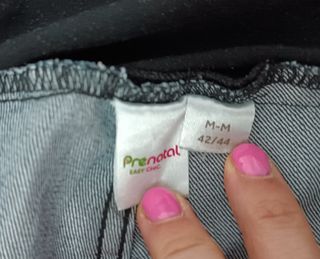 Prenatal
EASY CHIC
M-M
42/44